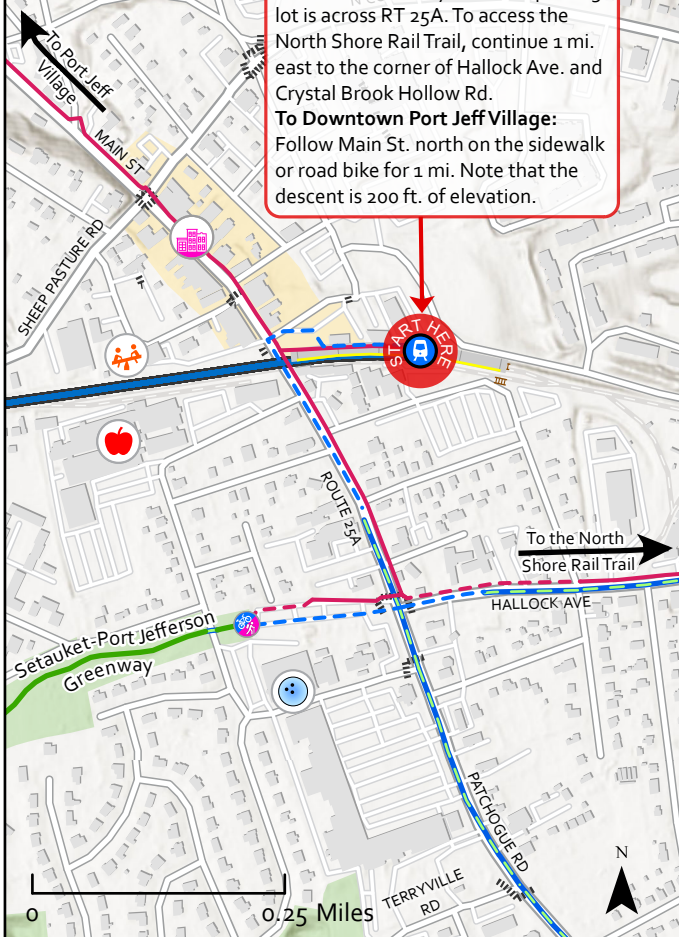 lot is across RT 25A. To access the
North Shore Rail Trail, continue 1 mi.
east to the corner of Hallock Ave. and
Crystal Brook Hollow Rd.
To Downtown Port Jeff Village:
Follow Main St. north on the sidewalk
or road bike for 1 mi. Note that the
descent is 200 ft. of elevation.
To Port Jeff
Village
MAIN ST
SHEEP PASTURE RD
START HERE
ROUTE 25A
To the North
Shore Rail Trail
HALLOCK AVE
Setauket-Port Jefferson
Greenway
PATCHOGUE RD
TERRYVILLE
RD
N
0
0.25 Miles